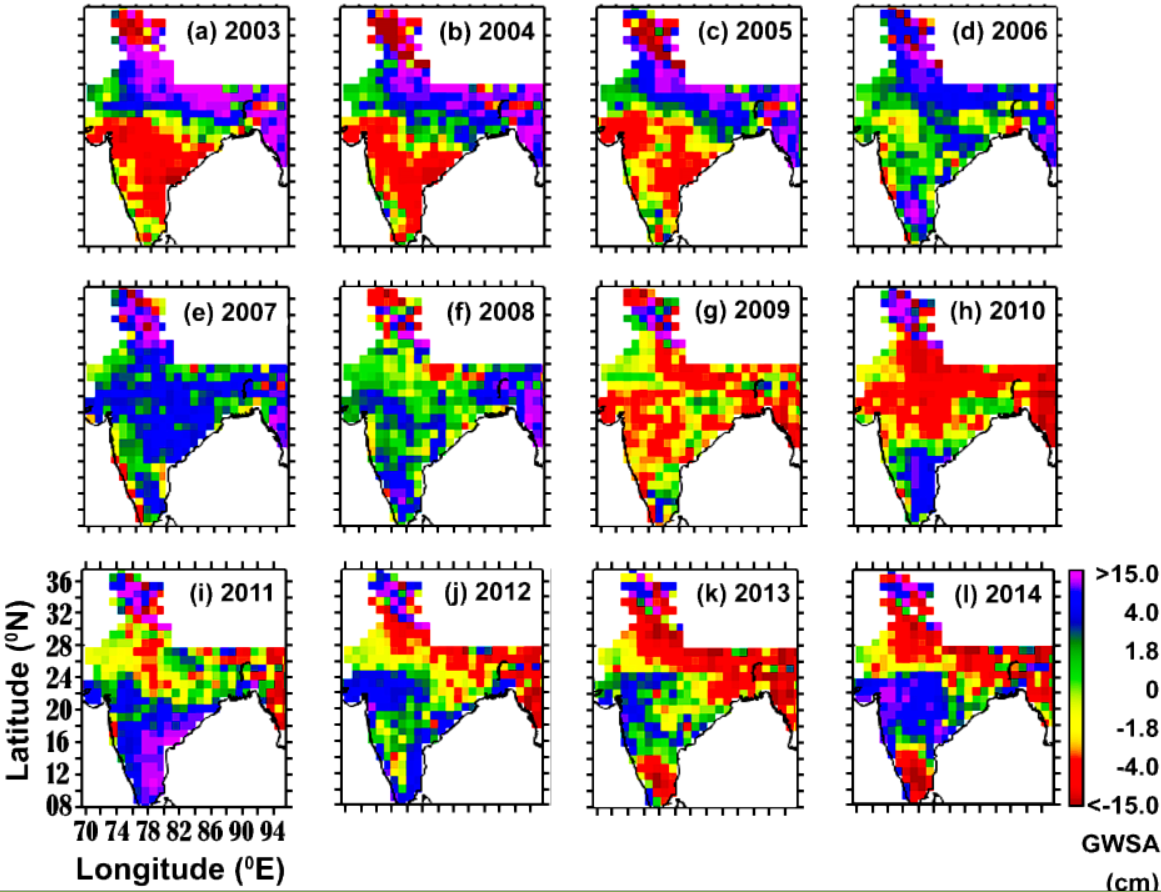 (a) 2003
(b) 2004
(c) 2005
(d) 2006
(e) 2007
(f) 2008
(g) 2009
(h) 2010
(i) 2011
(j) 2012
(k) 2013
(l) 2014
36
32
28
24
20
16
12
08
Latitude (⁰N)
70 74 78 82 86 90 94
Longitude (⁰E)
>15.0
4.0
1.8
0
-1.8
-4.0
<-15.0
GWSA
(cm)